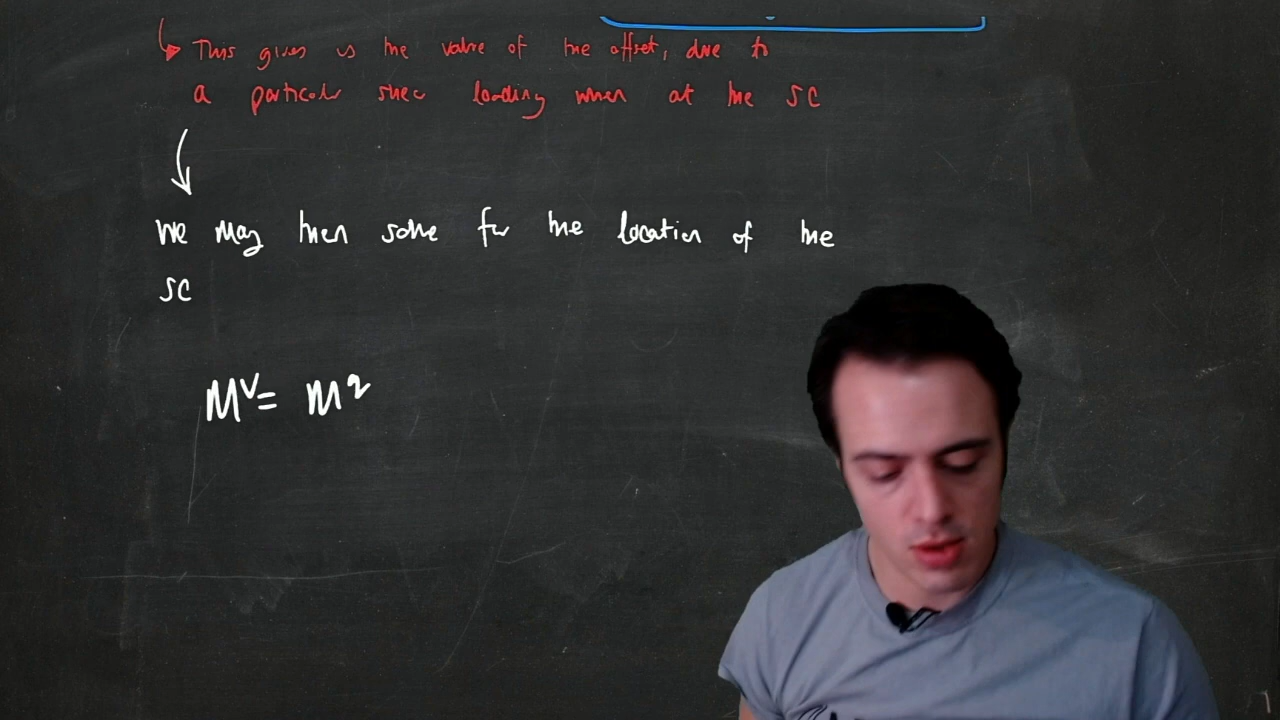 This gives us the value of the offset, due to
a particular shear loading when at the SC
We may then solve for the location of the
SC
M^V = M^q